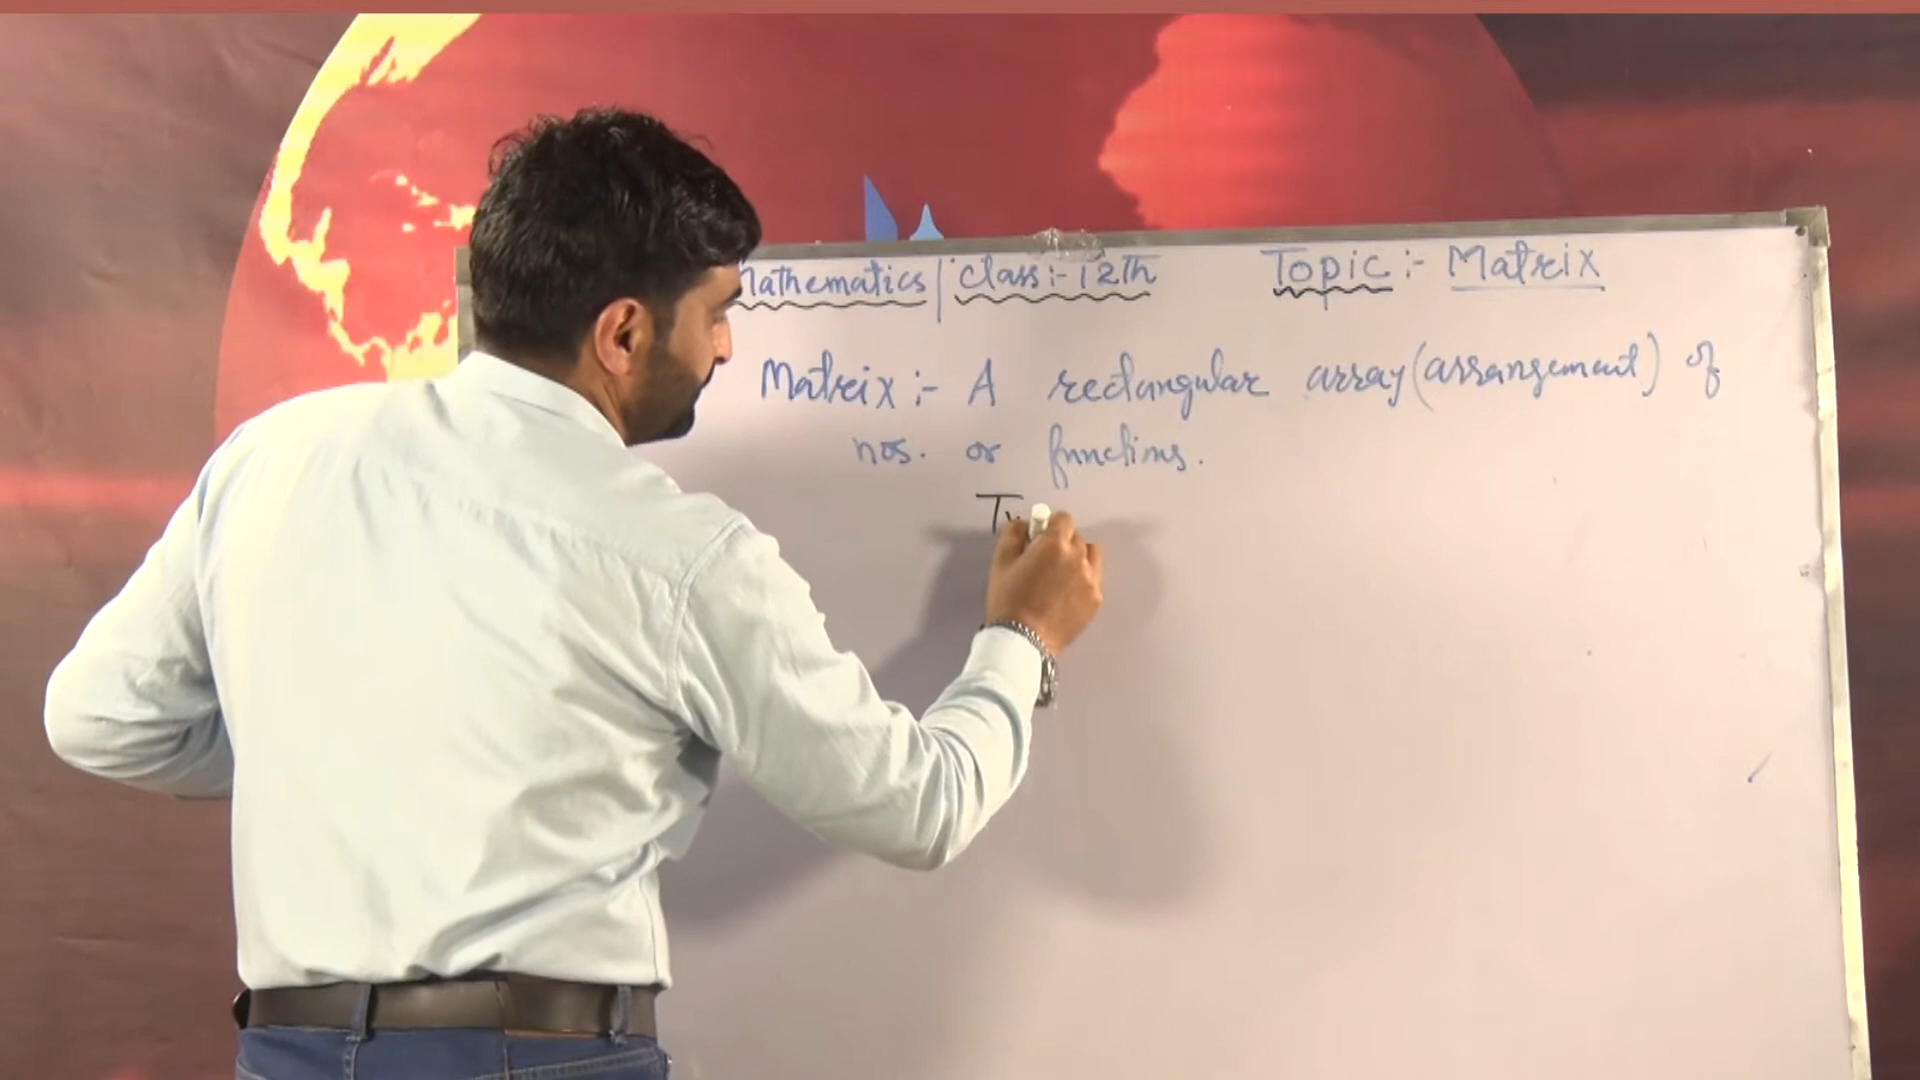 Mathematics | Class:- 12th Topic:- Matrix
Matrix:- A rectangular array (arrangement) of
nos. or functions.